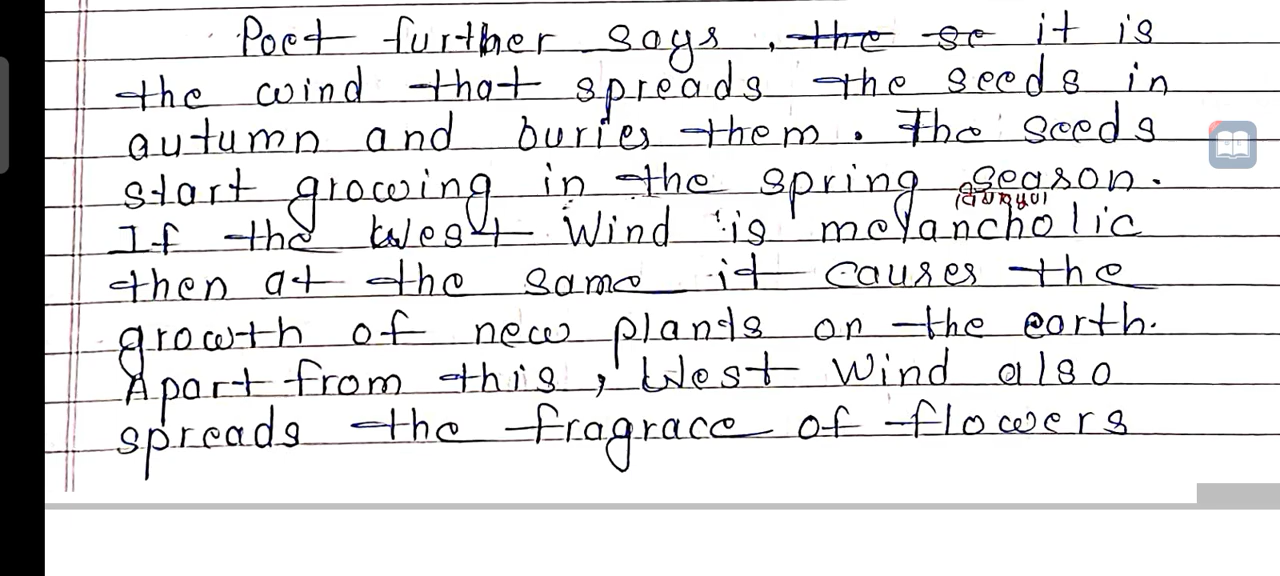 Poet further says, the se it is
the wind that spreads the seeds in
autumn and buries them. The seeds
start growing in the spring season.
If the West Wind is melancholic
then at the same it causes the
growth of new plants on the earth.
Apart from this, West Wind also
spreads the fragrace of flowers